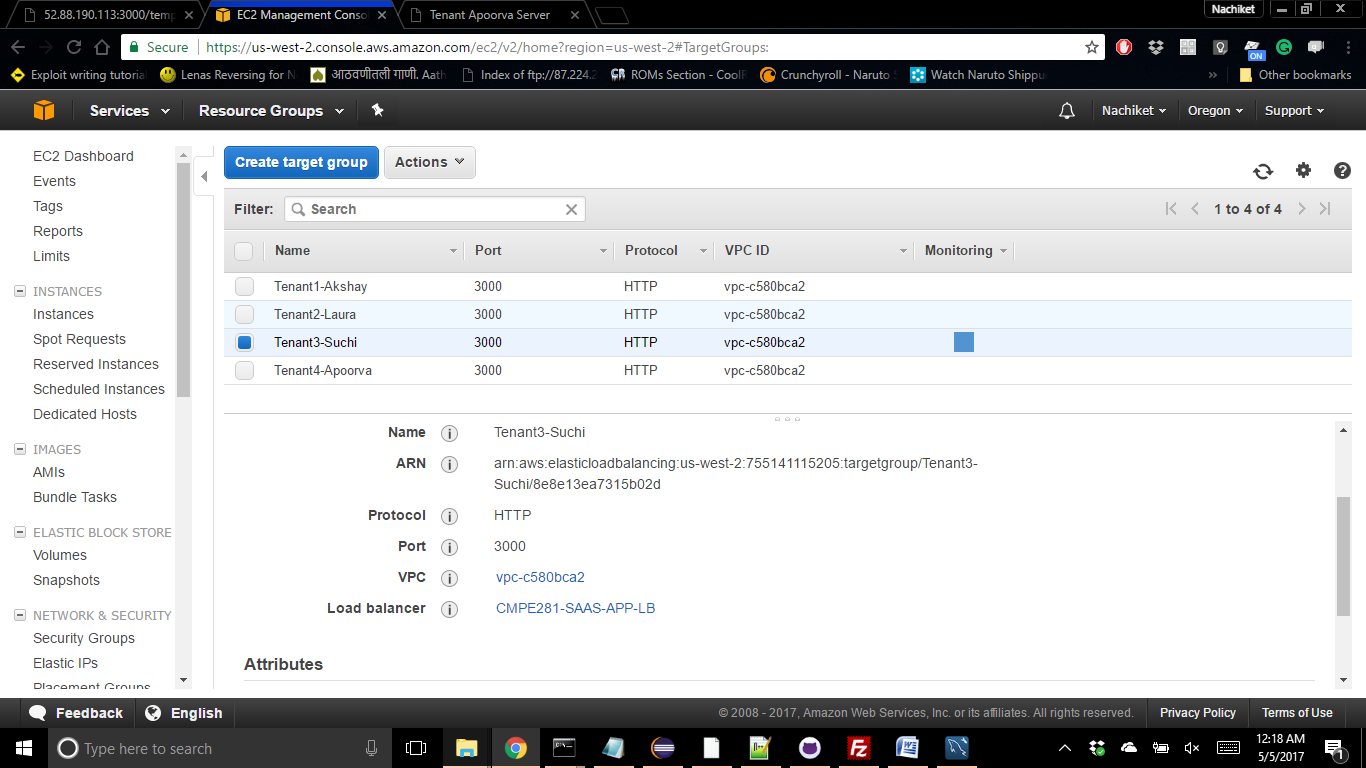 52.88.190.113:3000/temp
EC2 Management Conso
Tenant Apoorva Server
Nachiket
Secure
https://us-west-2.console.aws.amazon.com/ec2/v2/home?region=us-west-2#TargetGroups:
ON
Exploit writing tutorial
Lenas Reversing for N
आठवणीतली गाणी. Aath
Index of ftp://87.224.2
ROMs Section - CoolR
Crunchyroll - Naruto S
Watch Naruto Shippu
»
Other bookmarks
Services
Resource Groups
Nachiket
Oregon
Support
EC2 Dashboard
Events
Tags
Reports
Limits
INSTANCES
Instances
Spot Requests
Reserved Instances
Scheduled Instances
Dedicated Hosts
IMAGES
AMIs
Bundle Tasks
ELASTIC BLOCK STORE
Volumes
Snapshots
NETWORK & SECURITY
Security Groups
Elastic IPs
Placement Groups
Create target group
Actions
Filter:
Search
1 to 4 of 4
Name Port Protocol VPC ID Monitoring
Tenant1-Akshay 3000 HTTP vpc-c580bca2
Tenant2-Laura 3000 HTTP vpc-c580bca2
Tenant3-Suchi 3000 HTTP vpc-c580bca2
Tenant4-Apoorva 3000 HTTP vpc-c580bca2
Name Tenant3-Suchi
ARN arn:aws:elasticloadbalancing:us-west-2:755141115205:targetgroup/Tenant3-
Suchi/8e8e13ea7315b02d
Protocol HTTP
Port 3000
VPC vpc-c580bca2
Load balancer CMPE281-SAAS-APP-LB
Attributes
Feedback
English
© 2008 - 2017, Amazon Web Services, Inc. or its affiliates. All rights reserved.
Privacy Policy
Terms of Use
Type here to search
12:18 AM
5/5/2017
1